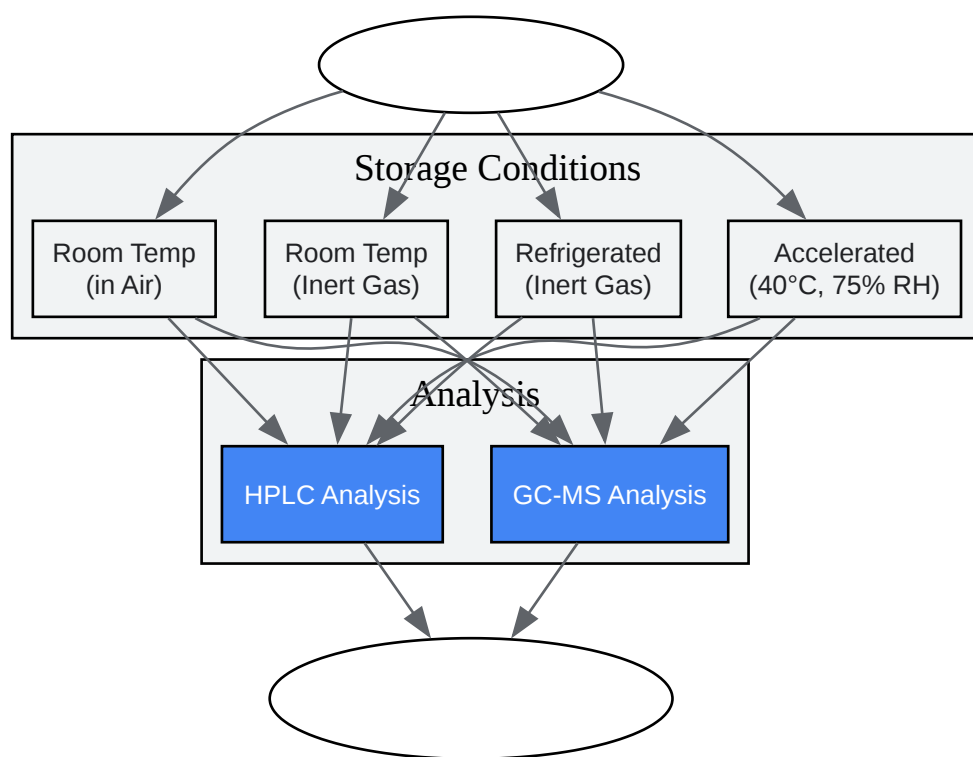 Storage Conditions
Room Temp
(in Air)
Room Temp
(Inert Gas)
Refrigerated
(Inert Gas)
Accelerated
(40°C, 75% RH)
Analysis
HPLC Analysis
GC-MS Analysis